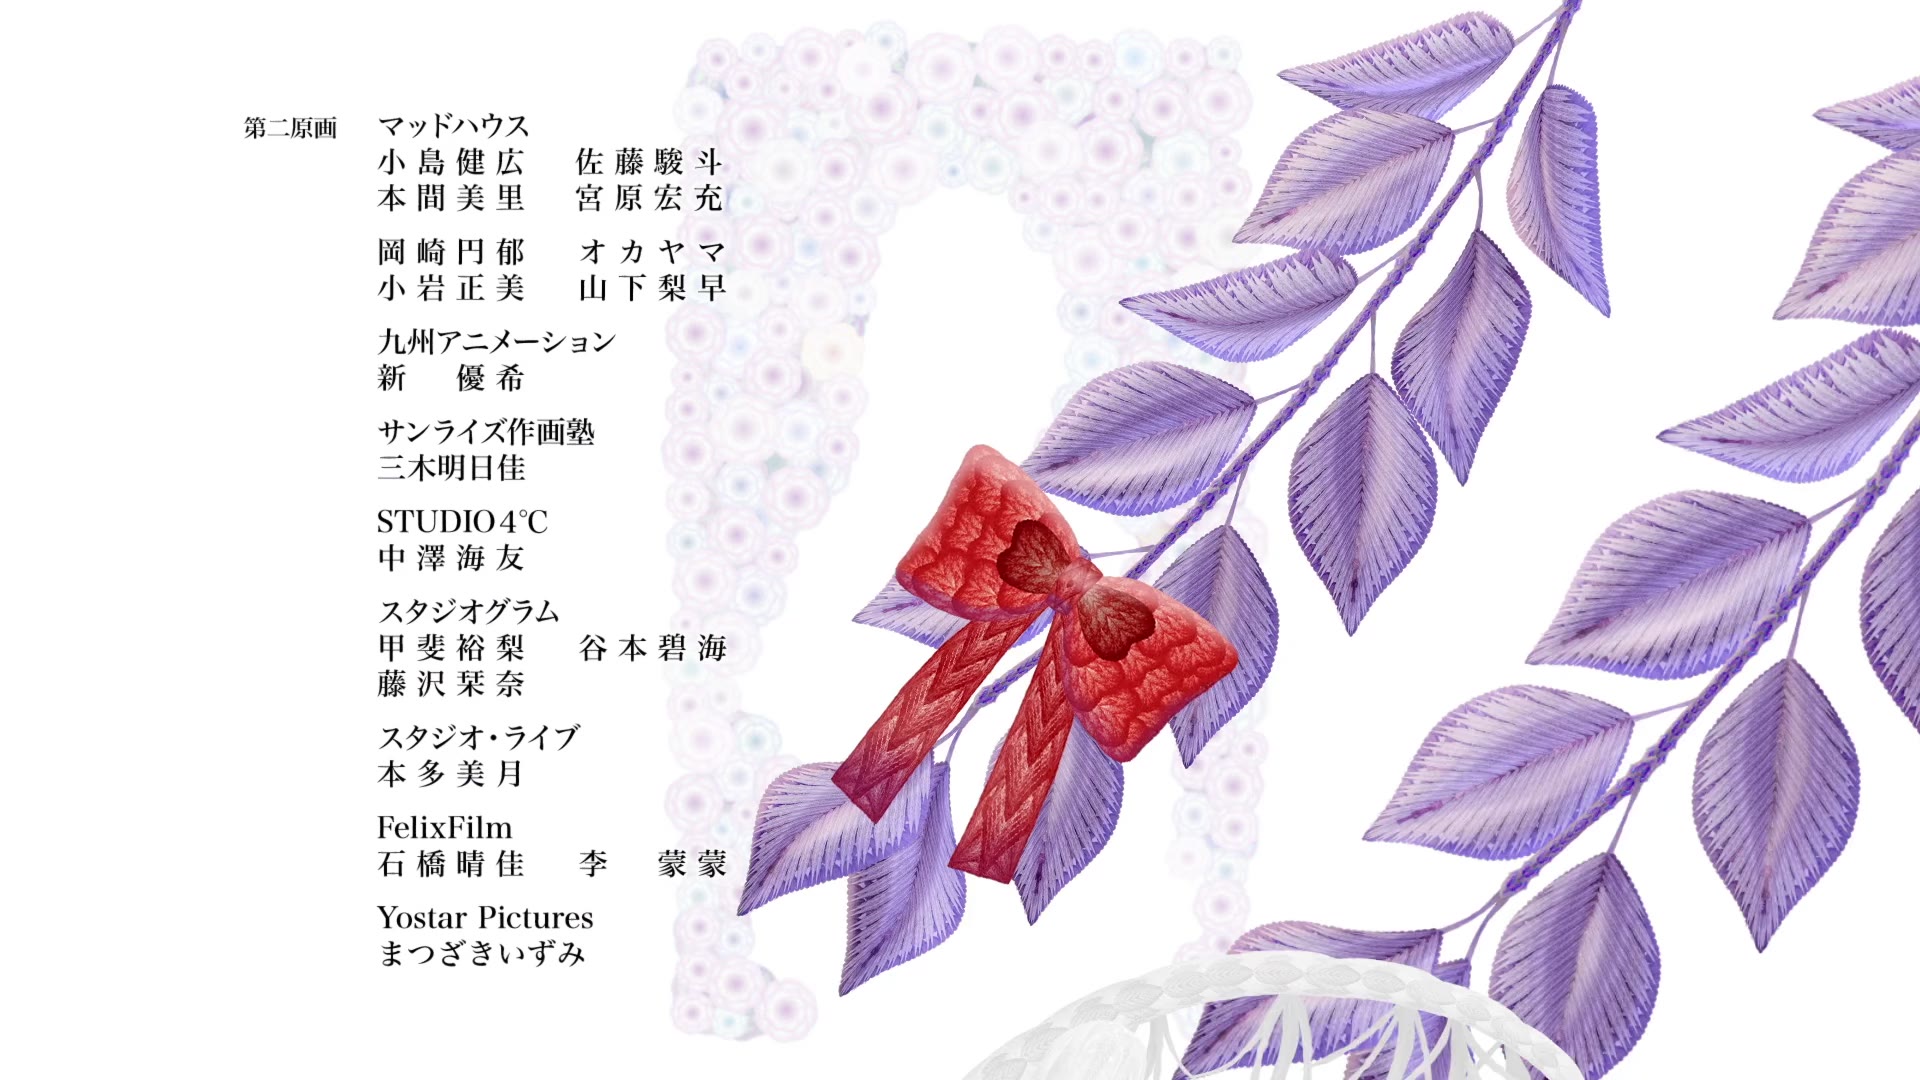 第二原画 マッドハウス
小島健広 佐藤駿斗
本間美里 宮原宏充
岡崎円郁 オカヤマ
小岩正美 山下梨早
九州アニメーション
新 優希
サンライズ作画塾
三木明日佳
STUDIO4℃
中澤海友
スタジオグラム
甲斐裕梨 谷本碧海
藤沢栞奈
スタジオ・ライブ
本多美月
FelixFilm
石橋晴佳 李 蒙蒙
Yostar Pictures
まつざきいずみ